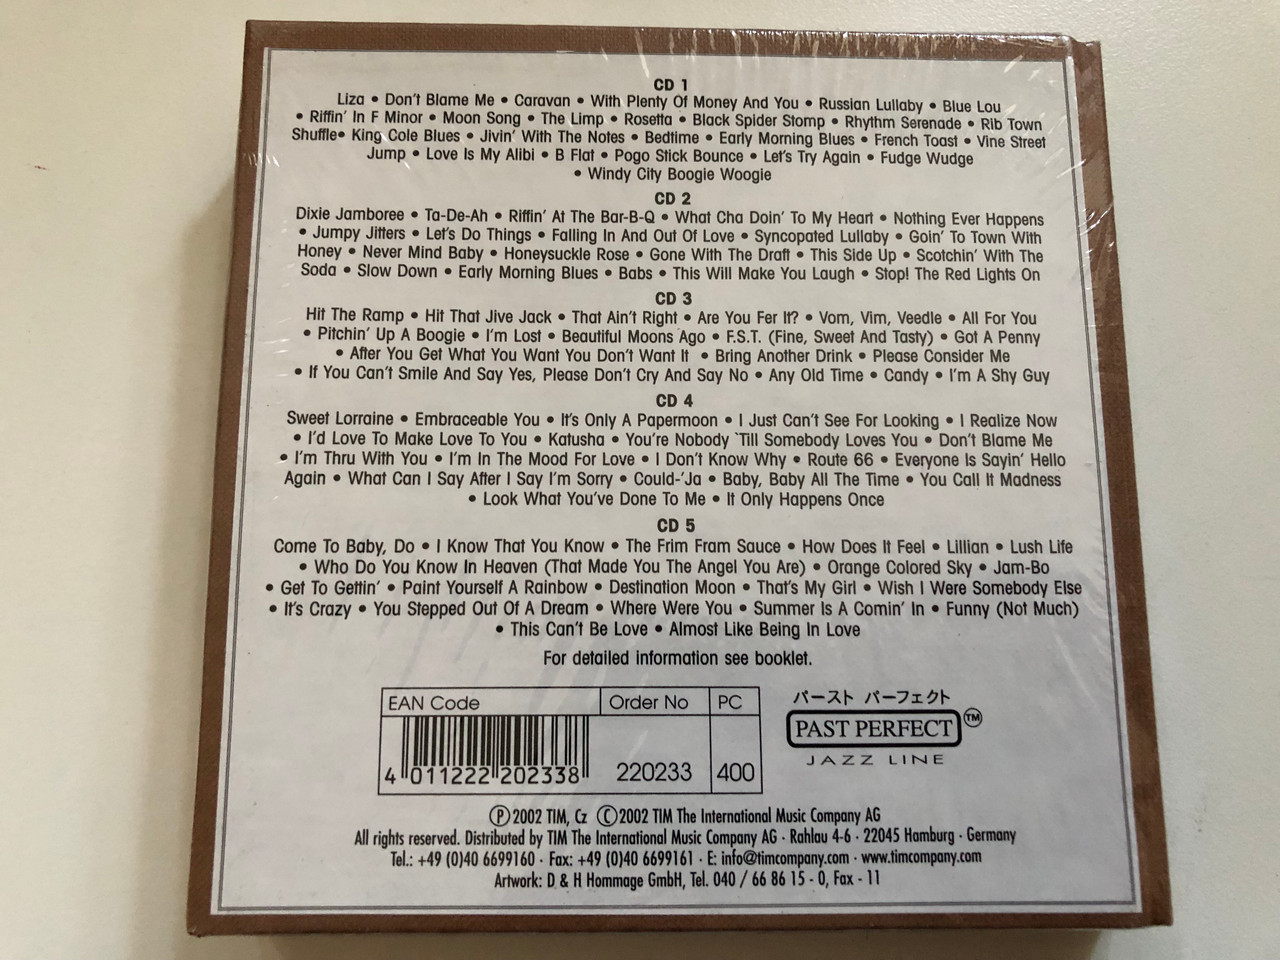 CD 1
Liza • Don't Blame Me • Caravan • With Plenty Of Money And You • Russian Lullaby • Blue Lou
• Riffin' In F Minor • Moon Song • The Limp • Rosetta • Black Spider Stomp • Rhythm Serenade • Rib Town
Shuffle• King Cole Blues • Jivin' With The Notes • Bedtime • Early Morning Blues • French Toast • Vine Street
Jump • Love Is My Alibi • B Flat • Pogo Stick Bounce • Let's Try Again • Fudge Wudge
• Windy City Boogie Woogie
CD 2
Dixie Jamboree • Ta-De-Ah • Riffin' At The Bar-B-Q • What Cha Doin' To My Heart • Nothing Ever Happens
• Jumpy Jitters • Let's Do Things • Falling In And Out Of Love • Syncopated Lullaby • Goin' To Town With
Honey • Never Mind Baby • Honeysuckle Rose • Gone With The Draft • This Side Up • Scotchin' With The
Soda • Slow Down • Early Morning Blues • Babs • This Will Make You Laugh • Stop! The Red Lights On
CD 3
Hit The Ramp • Hit That Jive Jack • That Ain't Right • Are You Fer It? • Vom, Vim, Veedle • All For You
• Pitchin' Up A Boogie • I'm Lost • Beautiful Moons Ago • F.S.T. (Fine, Sweet And Tasty) • Got A Penny
• After You Get What You Want You Don't Want It • Bring Another Drink • Please Consider Me
• If You Can't Smile And Say Yes, Please Don't Cry And Say No • Any Old Time • Candy • I'm A Shy Guy
CD 4
Sweet Lorraine • Embraceable You • It's Only A Papermoon • I Just Can't See For Looking • I Realize Now
• I'd Love To Make Love To You • Katusha • You're Nobody `Till Somebody Loves You • Don't Blame Me
• I'm Thru With You • I'm In The Mood For Love • I Don't Know Why • Route 66 • Everyone Is Sayin' Hello
Again • What Can I Say After I Say I'm Sorry • Could-'Ja • Baby, Baby All The Time • You Call It Madness
• Look What You've Done To Me • It Only Happens Once
CD 5
Come To Baby, Do • I Know That You Know • The Frim Fram Sauce • How Does It Feel • Lillian • Lush Life
• Who Do You Know In Heaven (That Made You The Angel You Are) • Orange Colored Sky • Jam-Bo
• Get To Gettin' • Paint Yourself A Rainbow • Destination Moon • That's My Girl • Wish I Were Somebody Else
• It's Crazy • You Stepped Out Of A Dream • Where Were You • Summer Is A Comin' In • Funny (Not Much)
• This Can't Be Love • Almost Like Being In Love
For detailed information see booklet.
EAN Code Order No PC
4 011222 202338 220233 400
パースト パーフェクト
PAST PERFECT TM
JAZZ LINE
Ⓟ 2002 TIM, Cz Ⓒ 2002 TIM The International Music Company AG
All rights reserved. Distributed by TIM The International Music Company AG · Rahlau 4-6 · 22045 Hamburg · Germany
Tel.: +49 (0)40 6699160 · Fax: +49 (0)40 6699161 · E: info@timcompany.com · www.timcompany.com
Artwork: D & H Hommage GmbH, Tel. 040 / 66 86 15 - 0, Fax - 11